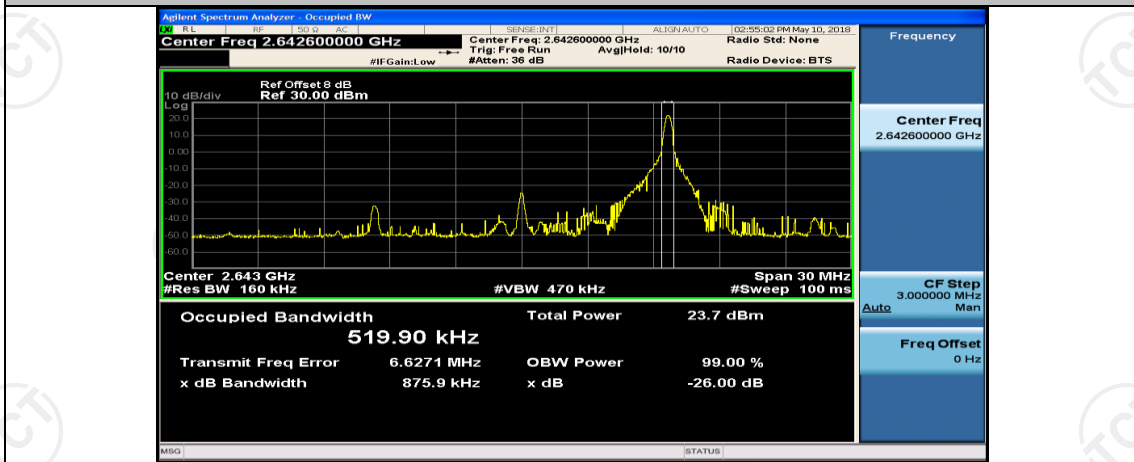 Agilent Spectrum Analyzer - Occupied BW
LXI RL RF 50 Ω AC SENSE:INT ALIGN AUTO 02:55:02 PM May 10, 2018
Center Freq 2.642600000 GHz
Center Freq: 2.642600000 GHz
Radio Std: None
Trig: Free Run Avg|Hold: 10/10
#IFGain:Low #Atten: 36 dB Radio Device: BTS
Ref Offset 8 dB
10 dB/div Ref 30.00 dBm
Log
20.0
10.0
0.00
-10.0
-20.0
-30.0
-40.0
-50.0
-60.0
Center 2.643 GHz Span 30 MHz
#Res BW 160 kHz #VBW 470 kHz #Sweep 100 ms
Occupied Bandwidth Total Power 23.7 dBm
519.90 kHz
Transmit Freq Error 6.6271 MHz OBW Power 99.00 %
x dB Bandwidth 875.9 kHz x dB -26.00 dB
MSG STATUS
Frequency
Center Freq
2.642600000 GHz
CF Step
3.000000 MHz
Auto Man
Freq Offset
0 Hz
TCT
TCT
TCT
TCT